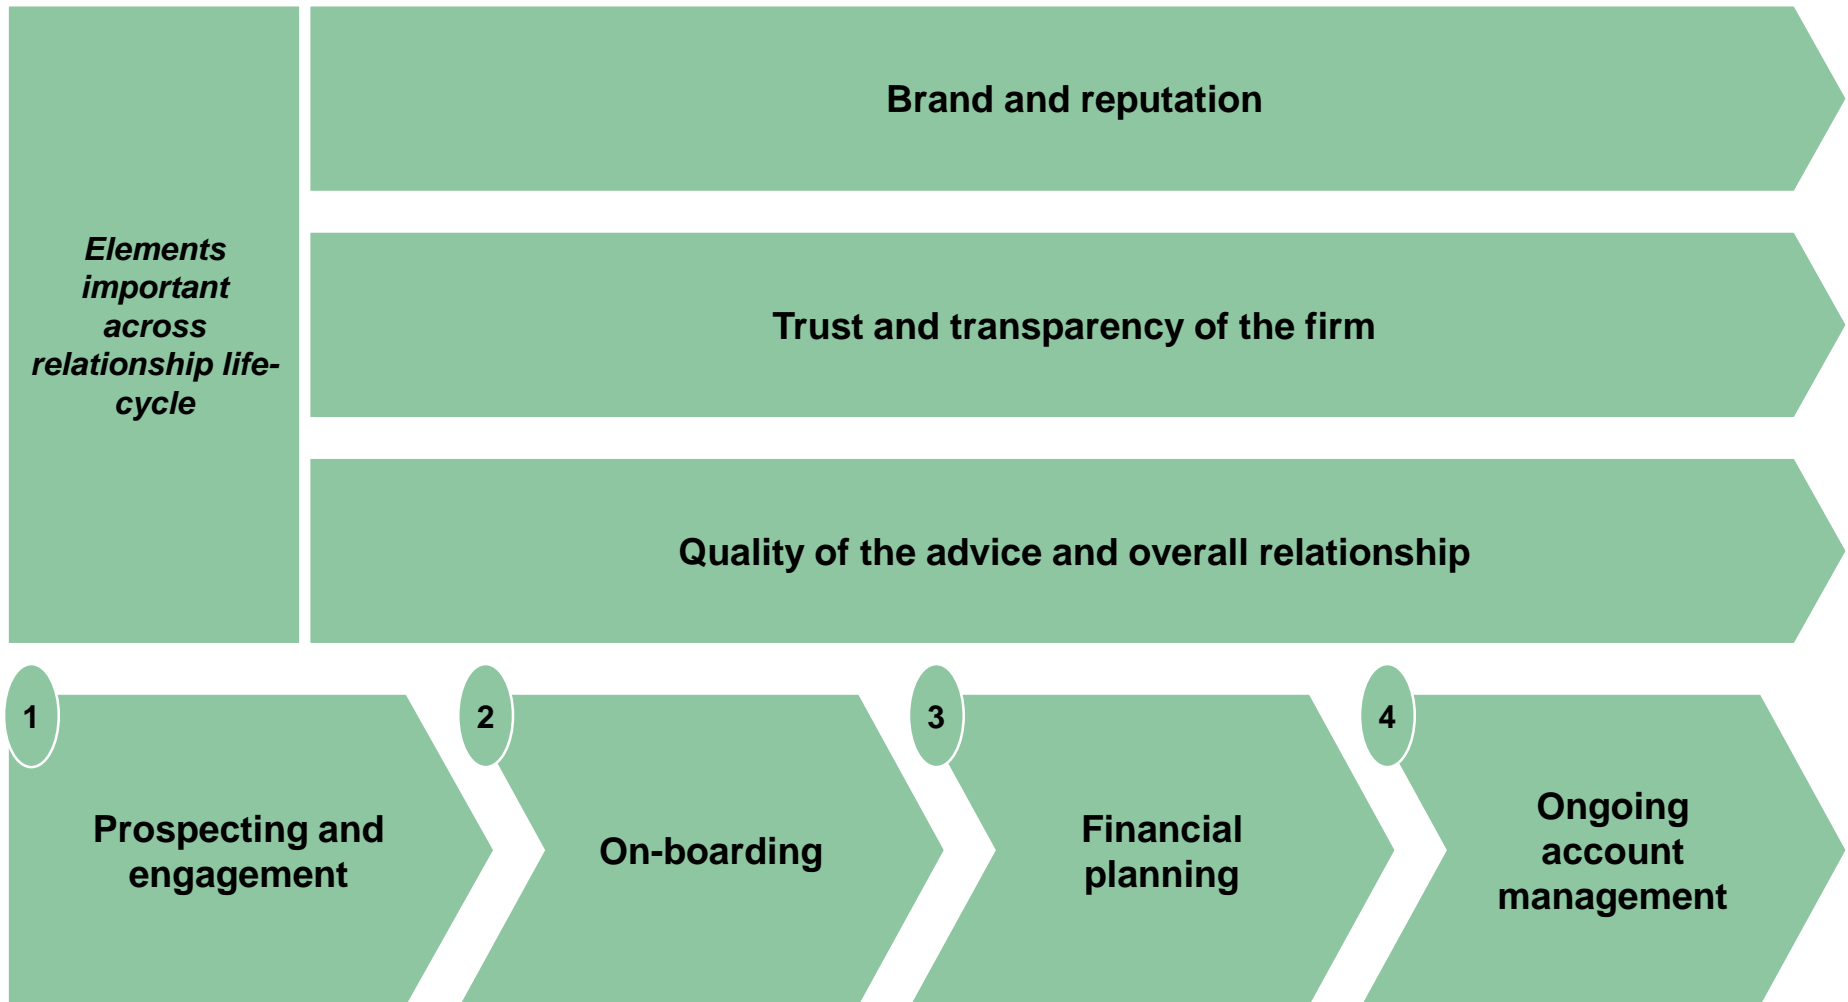 Brand and reputation
Elements
important
across
relationship life-
cycle
Trust and transparency of the firm
Quality of the advice and overall relationship
1
Prospecting and
engagement
2
On-boarding
3
Financial
planning
4
Ongoing
account
management